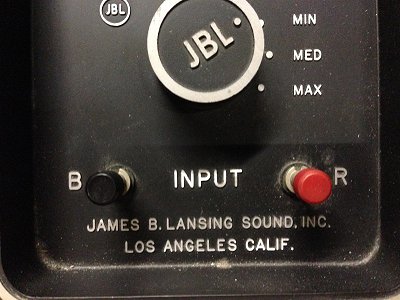 JBL
JBL
MIN
MED
MAX
B INPUT R
JAMES B. LANSING SOUND, INC.
LOS ANGELES CALIF.